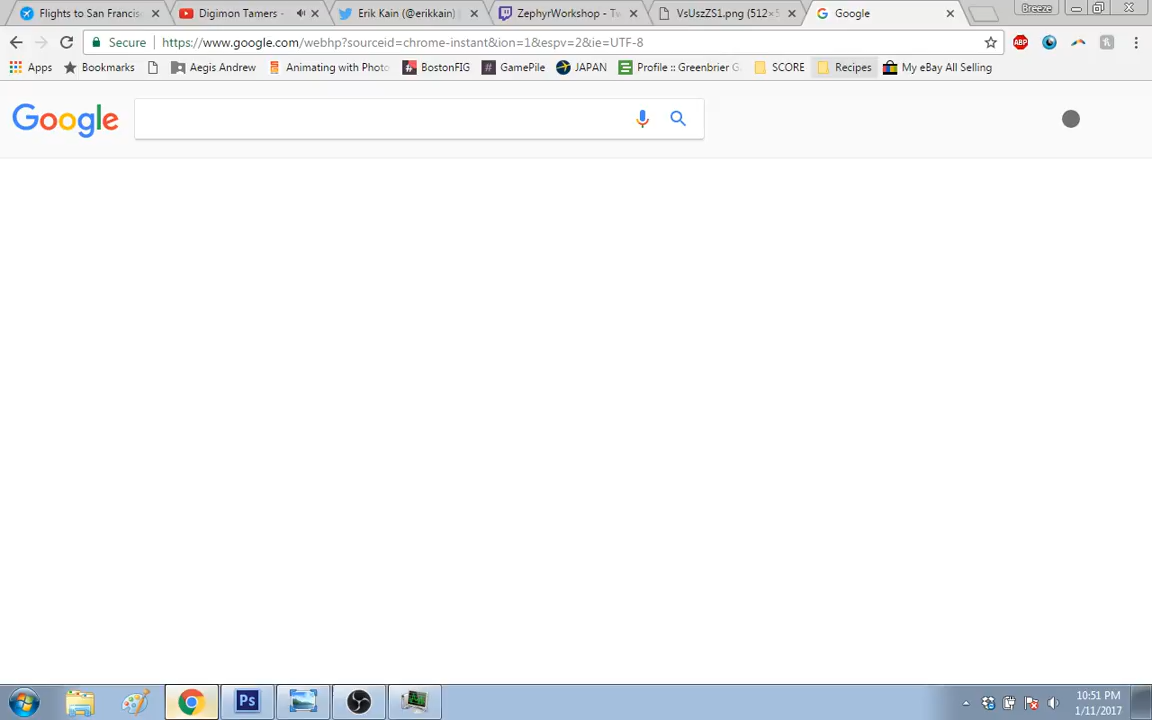 Flights to Francis
Digimon Tamers -
Erik Kain (@erikkain)
ZephyrWorkshop - Tw
VsUszZS1.png (512×5
Google
Breeze
Secure
https://www.google.com/webhp?sourceid=chrome-instant&ion=1&espv=2&ie=UTF-8
ABP
Apps
Bookmarks
Aegis Andrew
Animating with Photo
BostonFIG
GamePile
JAPAN
Profile :: Greenbrier G
SCORE
Recipes
My eBay All Selling
Google
Ps
10:51 PM
1/11/2017